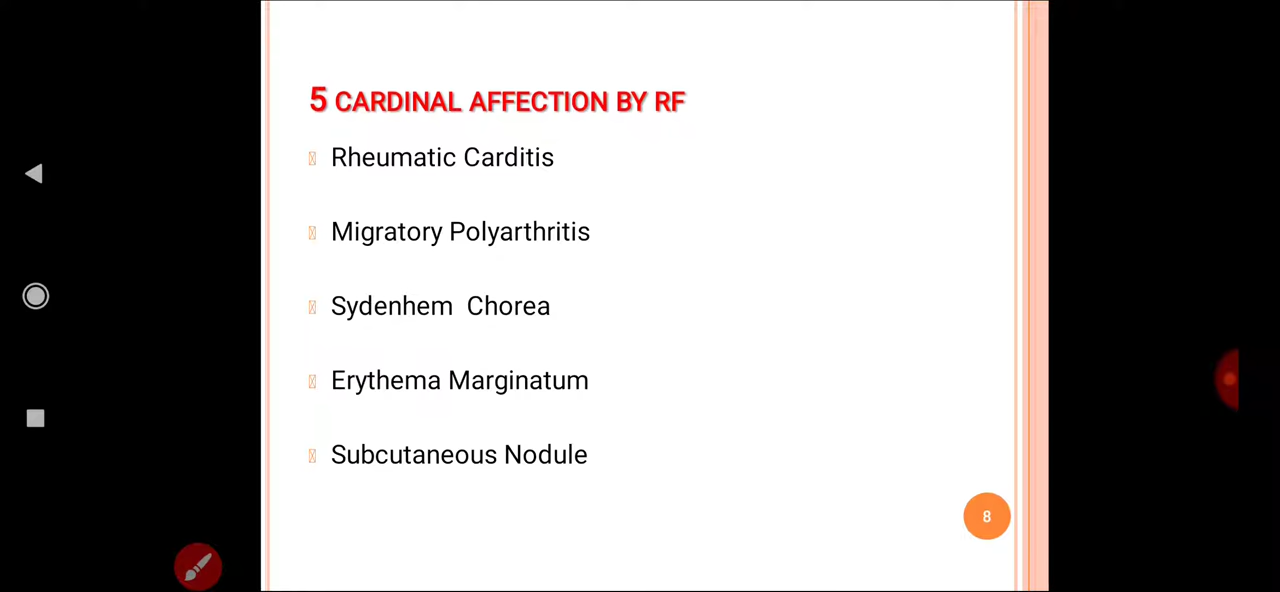 5 CARDINAL AFFECTION BY RF
Rheumatic Carditis
Migratory Polyarthritis
Sydenhem Chorea
Erythema Marginatum
Subcutaneous Nodule
8